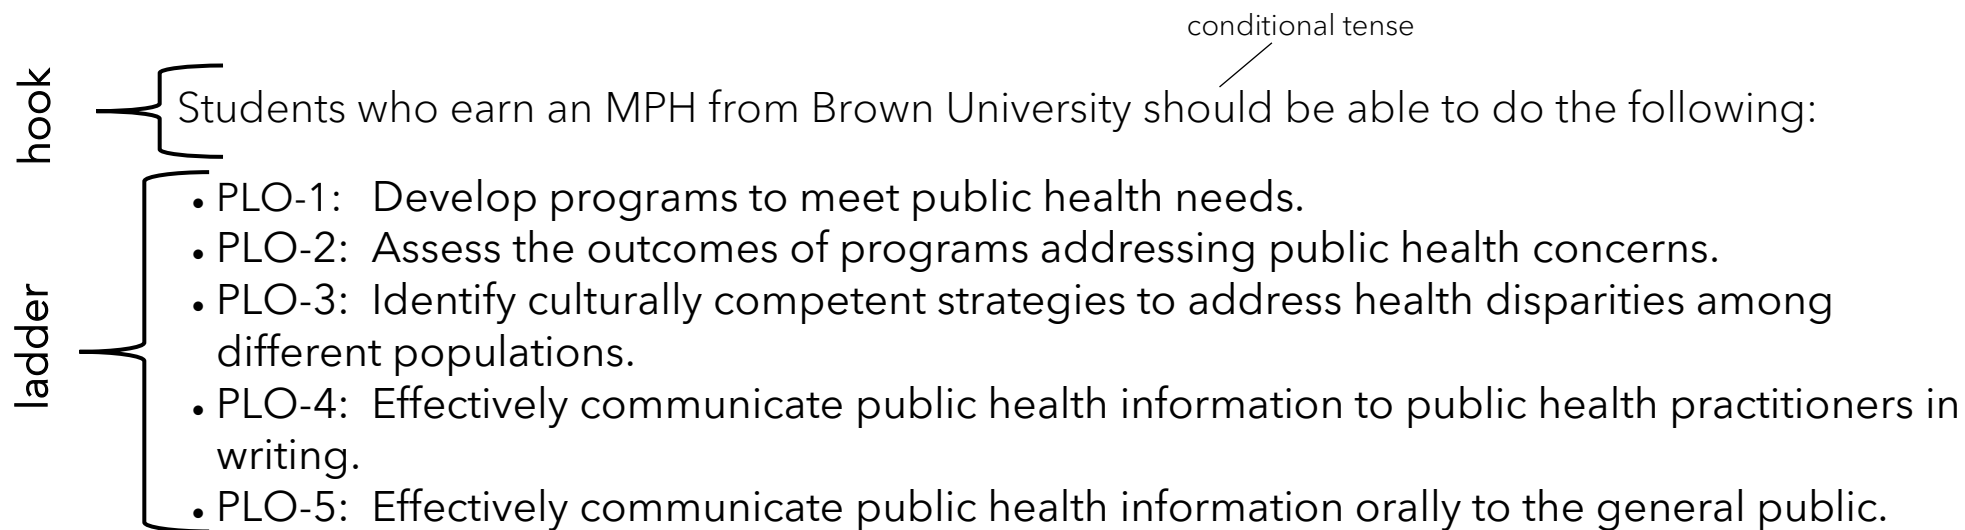 conditional tense
hook
Students who earn an MPH from Brown University should be able to do the following:
ladder
• PLO-1: Develop programs to meet public health needs.
• PLO-2: Assess the outcomes of programs addressing public health concerns.
• PLO-3: Identify culturally competent strategies to address health disparities among
different populations.
• PLO-4: Effectively communicate public health information to public health practitioners in
writing.
• PLO-5: Effectively communicate public health information orally to the general public.